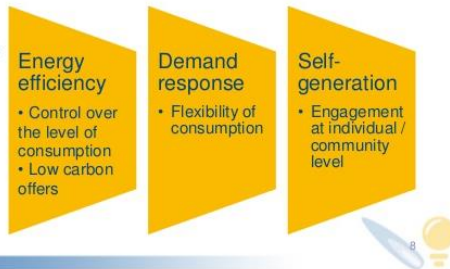 Energy
efficiency
• Control over
the level of
consumption
• Low carbon
offers
Demand
response
• Flexibility of
consumption
Self-
generation
• Engagement
at individual /
community
level
8